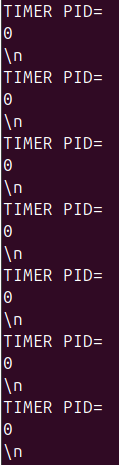 TIMER PID=
0
\n
TIMER PID=
0
\n
TIMER PID=
0
\n
TIMER PID=
0
\n
TIMER PID=
0
\n
TIMER PID=
0
\n
TIMER PID=
0
\n